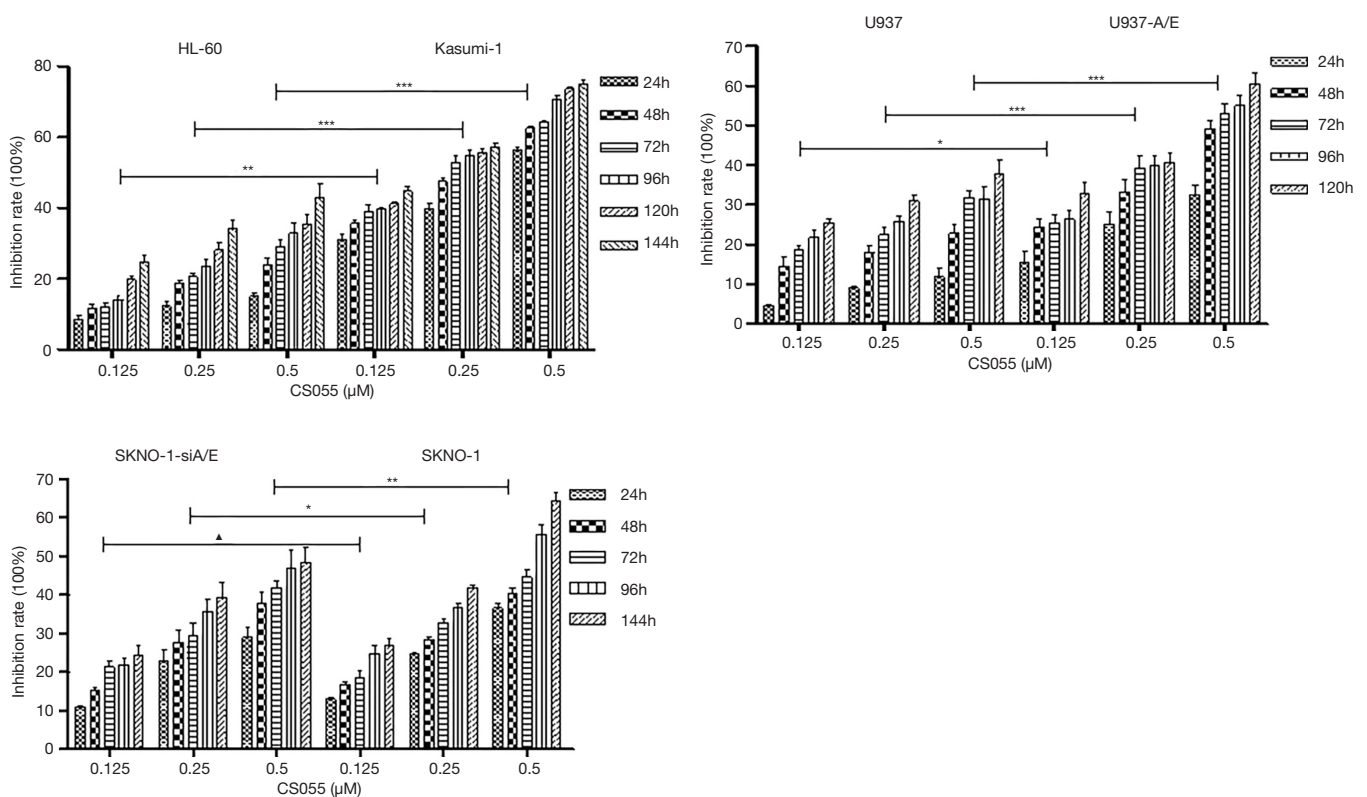 HL-60 Kasumi-1
80
60
40
20
0
Inhibition rate (100%)
***
***
**
0.125 0.25 0.5 0.125 0.25 0.5
CS055 (µM)
24h
48h
72h
96h
120h
144h
U937 U937-A/E
70
60
50
40
30
20
10
0
Inhibition rate (100%)
***
***
*
0.125 0.25 0.5 0.125 0.25 0.5
CS055 (µM)
24h
48h
72h
96h
120h
SKNO-1-siA/E SKNO-1
70
60
50
40
30
20
10
0
Inhibition rate (100%)
**
*
▲
0.125 0.25 0.5 0.125 0.25 0.5
CS055 (µM)
24h
48h
72h
96h
144h